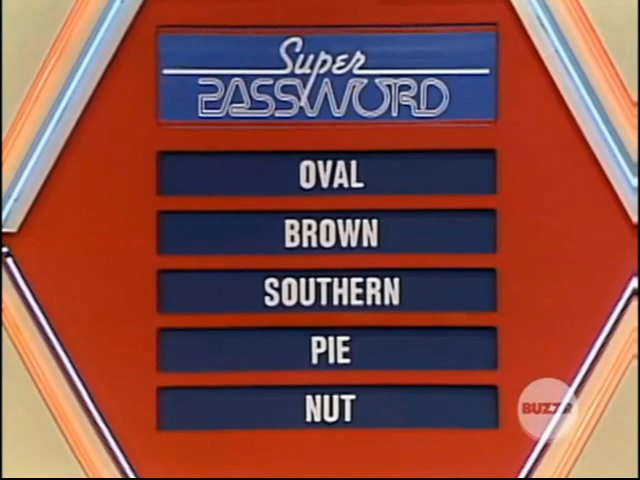 Super
PASSWORD
OVAL
BROWN
SOUTHERN
PIE
NUT
BUZZR